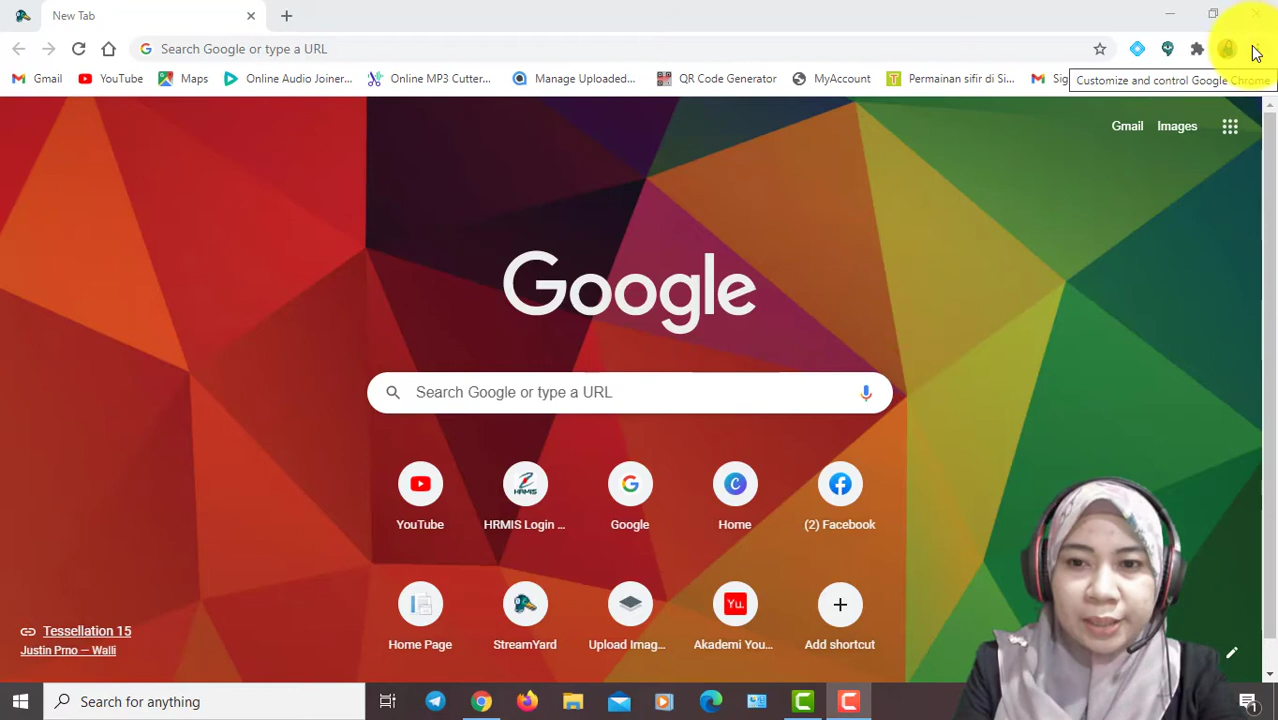 New Tab
Search Google or type a URL
Gmail YouTube Maps Online Audio Joiner... Online MP3 Cutter... Manage Uploaded... QR Code Generator MyAccount Permainan sifir di Si... Sig
Customize and control Google Chrome
Gmail Images
Google
Search Google or type a URL
YouTube HRMIS Login ... Google Home (2) Facebook
Home Page StreamYard Upload Imag... Akademi You... Add shortcut
Tessellation 15
Justin Prno — Walli
Search for anything